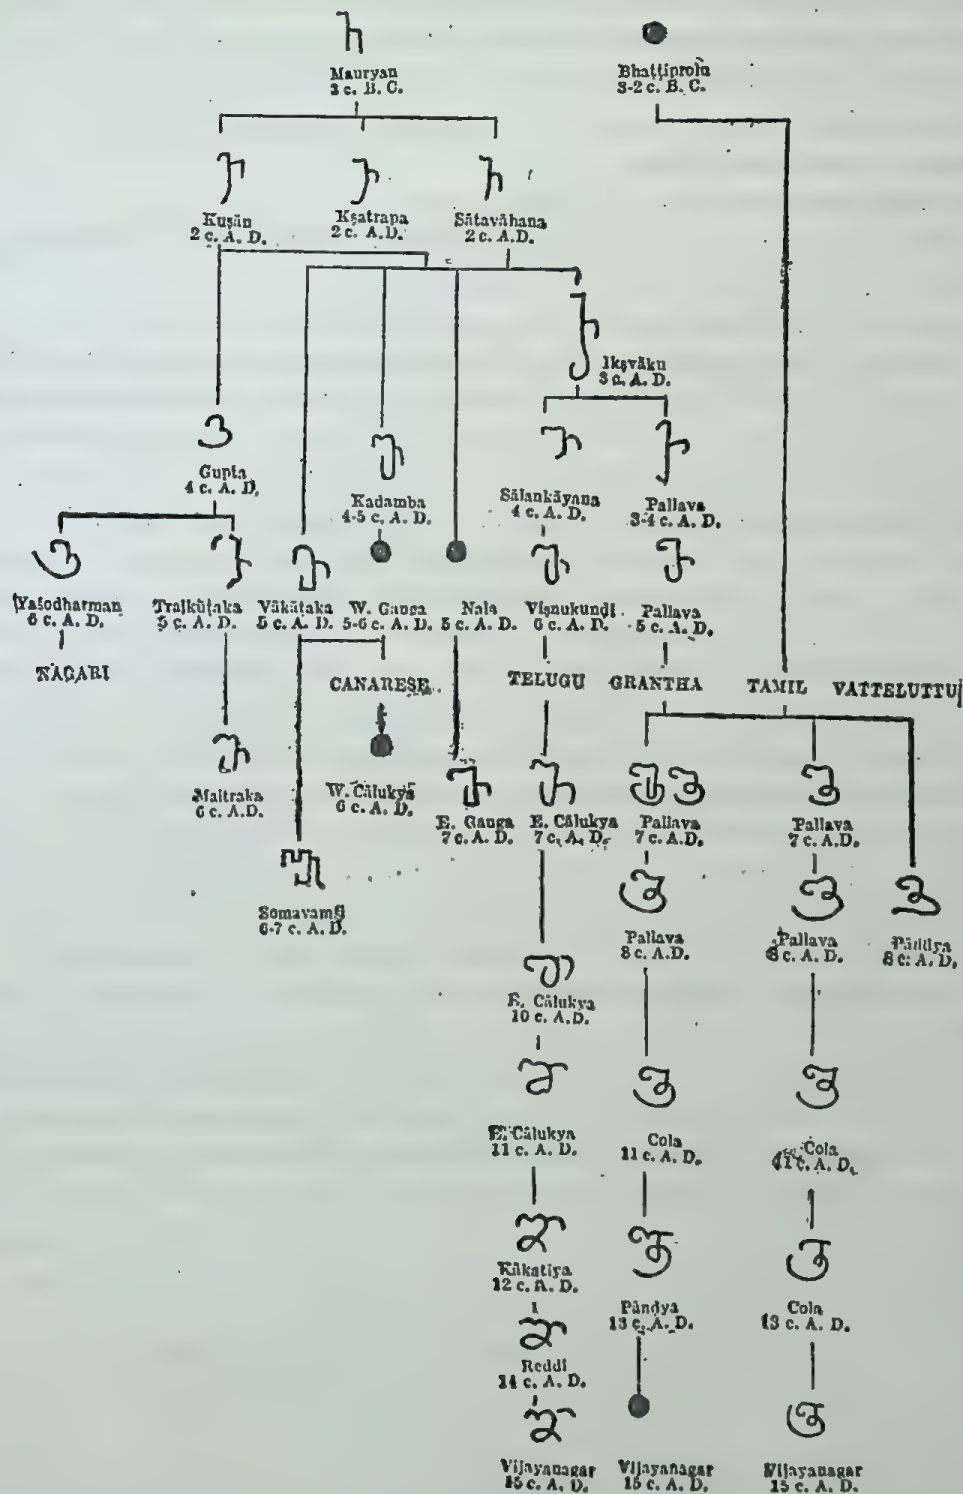 Mauryan
3 c. B. C.
Bhaṭṭiprolu
3-2 c. B. C.
Kuṣān
2 c. A. D.
Kṣatrapa
2 c. A. D.
Sātavāhana
2 c. A.D.
Ikṣvāku
3 c. A. D.
Gupta
4 c. A. D.
Kadamba
4-5 c. A. D.
Sālankāyana
4 c. A. D.
Pallava
3-4 c. A. D.
Yaśodharman
6 c. A. D.
Traikūṭaka
5 c. A. D.
Vākāṭaka
5 c. A. D.
W. Ganga
5-6 c. A. D.
Nala
5 c. A. D.
Viṣnukundi
6 c. A. D.
Pallava
5 c. A. D.
NĀGARI
CANARESE
TELUGU
GRANTHA
TAMIL
VATTELUTTU
Maitraka
6 c. A.D.
W. Cālukya
6 c. A. D.
E. Ganga
7 c. A. D.
E. Cālukya
7 c. A. D.
Pallava
7 c. A. D.
Pallava
7 c. A. D.
Somavamśi
6-7 c. A. D.
Pallava
8 c. A.D.
Pallava
8 c. A. D.
Pāṇḍya
8 c. A. D.
E. Cālukya
10 c. A.D.
E. Cālukya
11 c. A. D.
Cola
11 c. A. D.
Cola
11 c. A. D.
Kākatiya
12 c. A. D.
Pāndya
13 c. A. D.
Cola
13 c. A. D.
Reddi
14 c. A. D.
Vijayanagar
15 c. A. D.
Vijayanagar
15 c. A. D.
Vijayanagar
15 c. A. D.